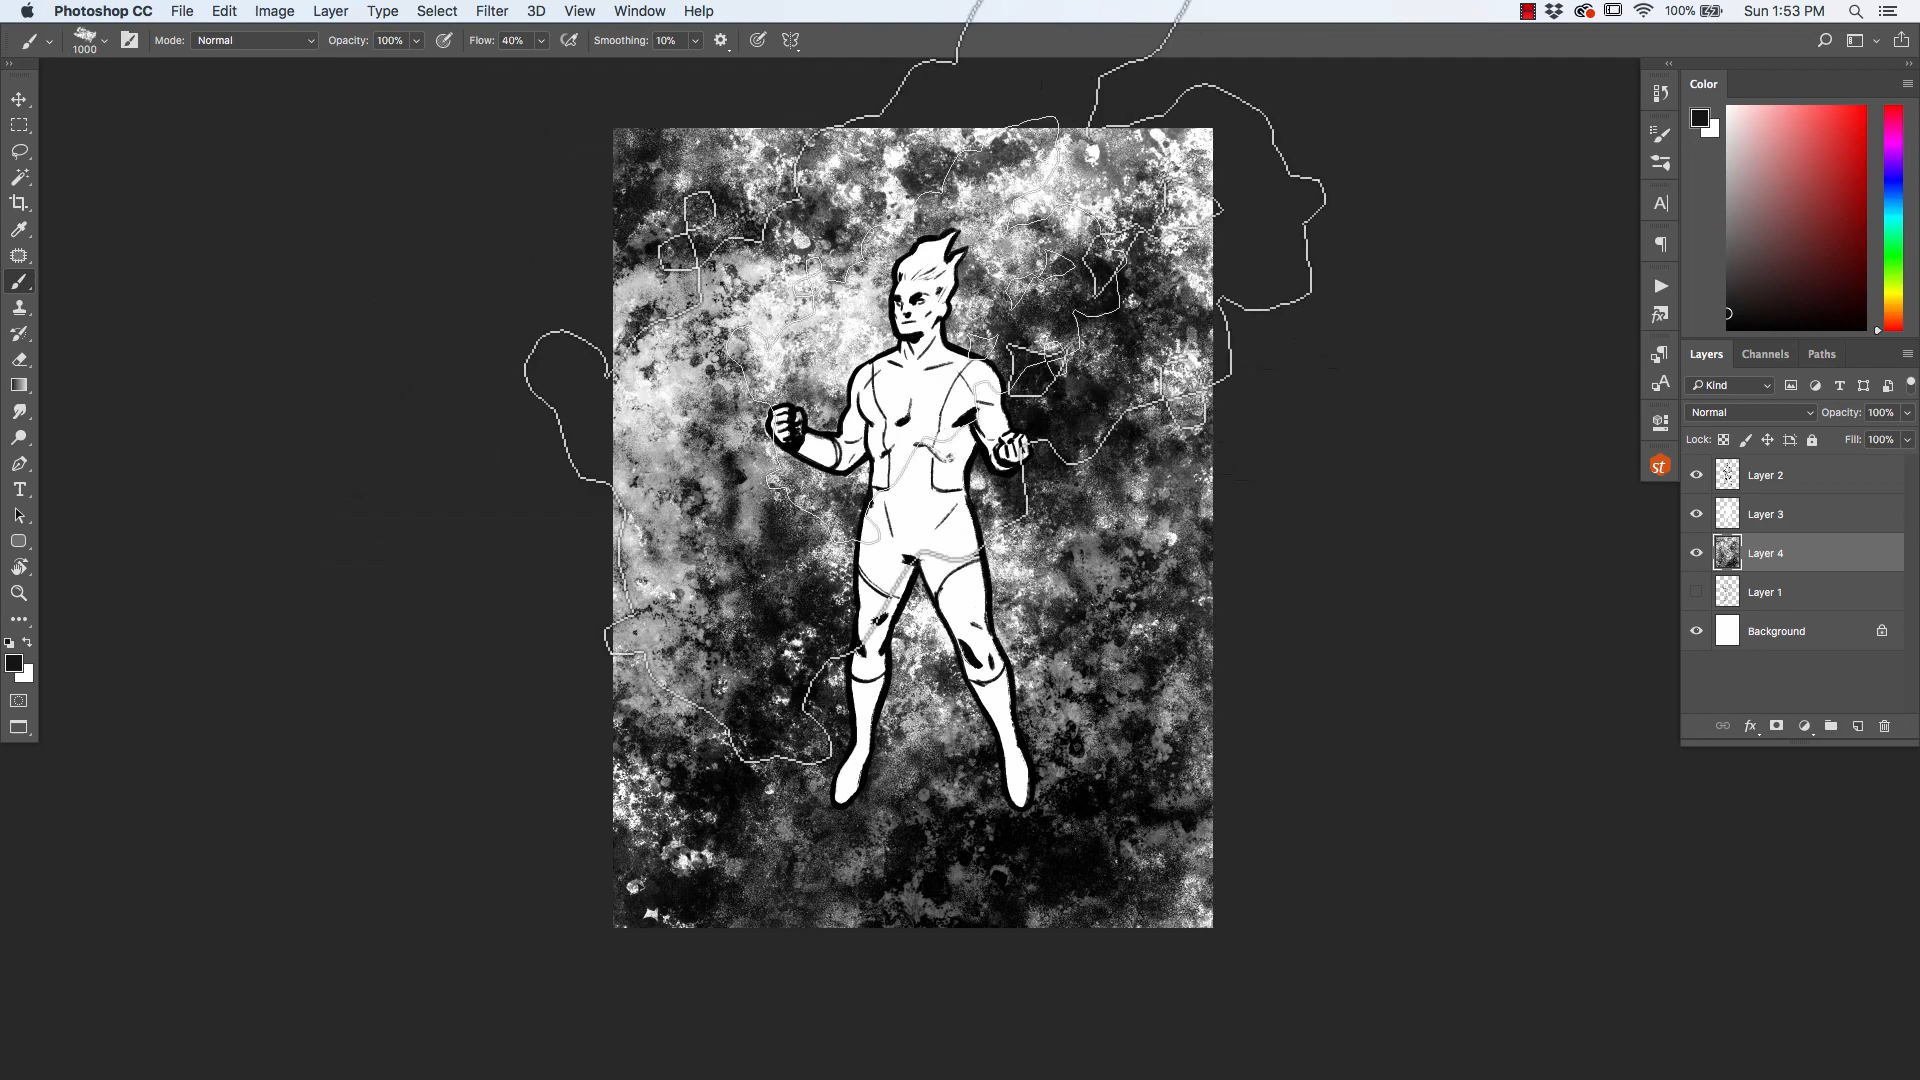 Photoshop CC File Edit Image Layer Type Select Filter 3D View Window Help 100% Sun 1:53 PM
1000 Mode: Normal Opacity: 100% Flow: 40% Smoothing: 10%
Color
Layers Channels Paths
Kind
Normal Opacity: 100%
Lock: Fill: 100%
Layer 2
Layer 3
Layer 4
Layer 1
Background
fx
st